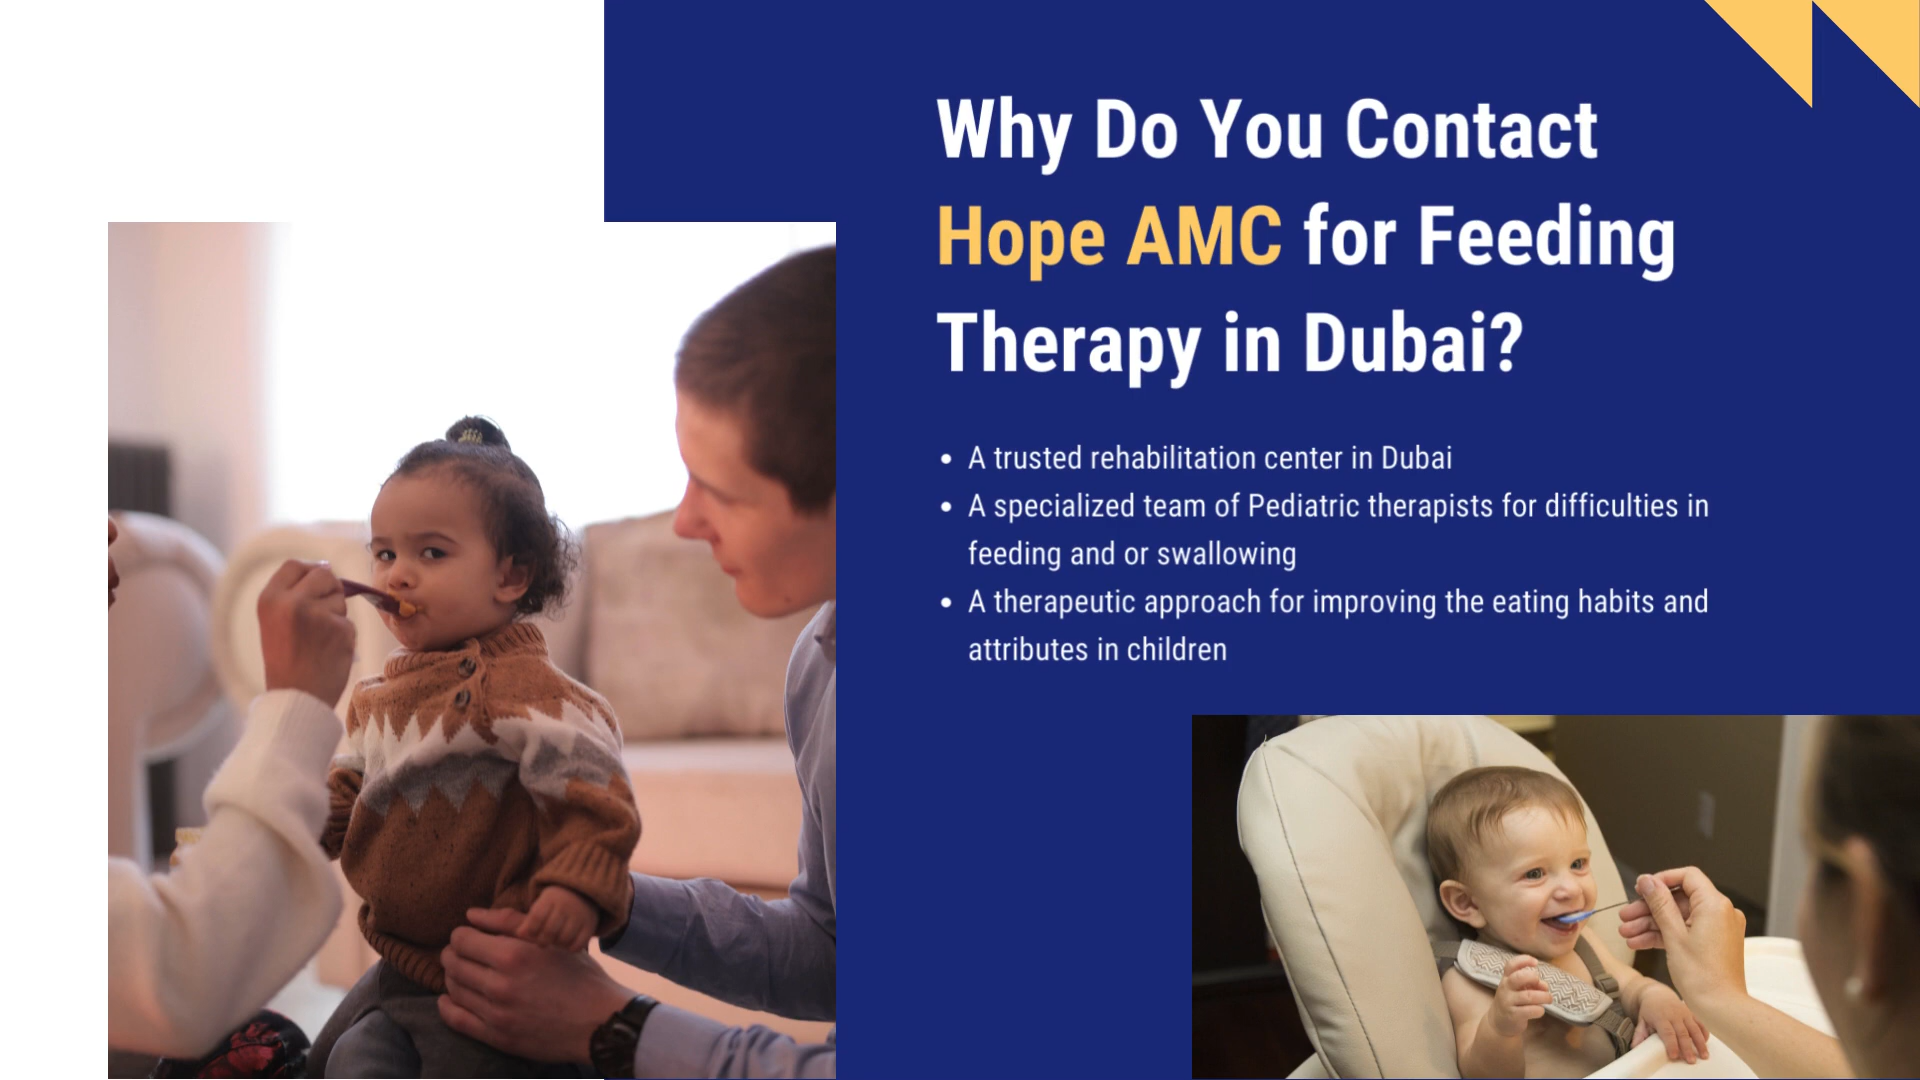 Why Do You Contact
Hope AMC for Feeding
Therapy in Dubai?
• A trusted rehabilitation center in Dubai
• A specialized team of Pediatric therapists for difficulties in
feeding and or swallowing
• A therapeutic approach for improving the eating habits and
attributes in children